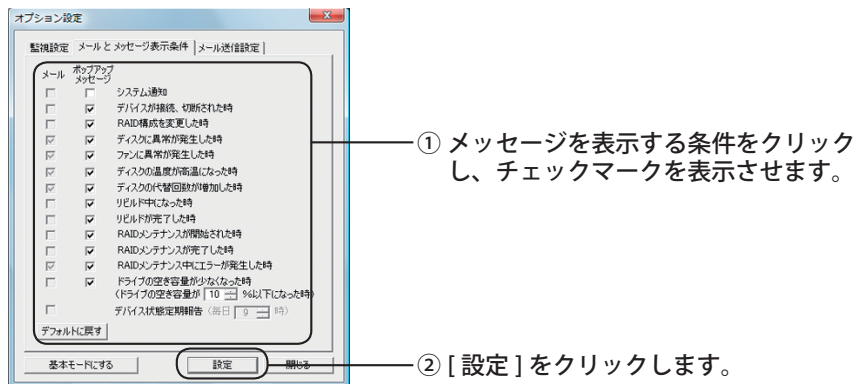 オプション設定
監視設定 メールとメッセージ表示条件 メール送信設定
メール ポップアップ
メッセージ
システム通知
デバイスが接続、切断された時
RAID構成を変更した時
ディスクに異常が発生した時
ファンに異常が発生した時
ディスクの温度が高温になった時
ディスクの代替回数が増加した時
リビルド中になった時
リビルドが完了した時
RAIDメンテナンスが開始された時
RAIDメンテナンスが完了した時
RAIDメンテナンス中にエラーが発生した時
ドライブの空き容量が少なくなった時
(ドライブの空き容量が 10 %以下になった時)
デバイス状態定期報告 (毎日 9 時)
デフォルトに戻す
基本モードにする 設定 閉じる
① メッセージを表示する条件をクリック
し、チェックマークを表示させます。
② [ 設定 ] をクリックします。